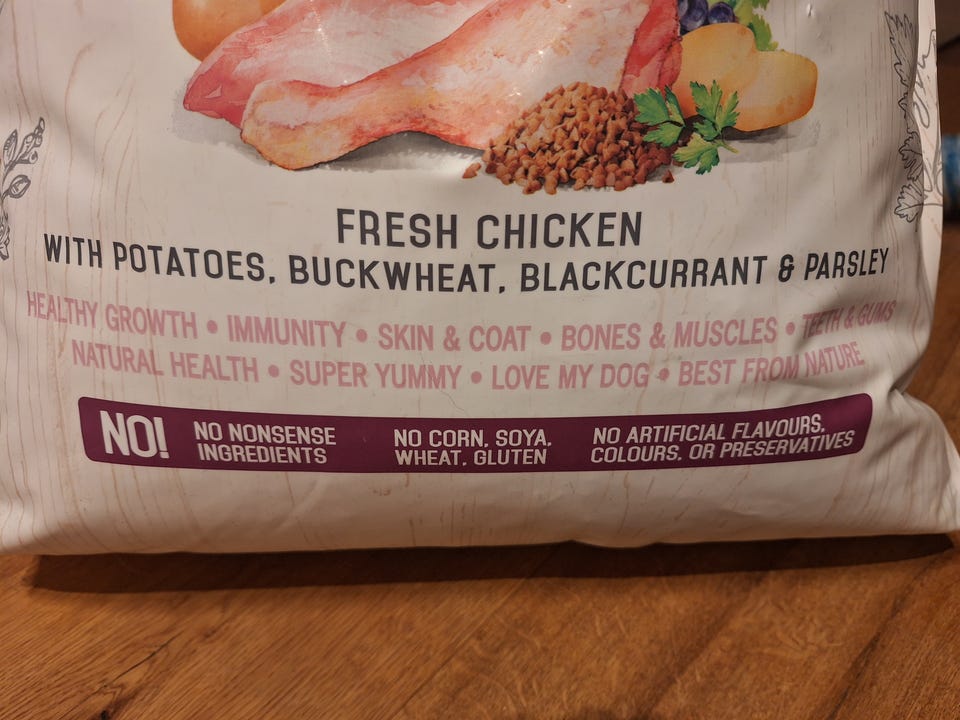 FRESH CHICKEN
WITH POTATOES, BUCKWHEAT, BLACKCURRANT & PARSLEY
HEALTHY GROWTH • IMMUNITY • SKIN & COAT • BONES & MUSCLES • TEETH & GUMS
NATURAL HEALTH • SUPER YUMMY • LOVE MY DOG • BEST FROM NATURE
NO!
NO NONSENSE
INGREDIENTS
NO CORN, SOYA,
WHEAT, GLUTEN
NO ARTIFICIAL FLAVOURS,
COLOURS, OR PRESERVATIVES